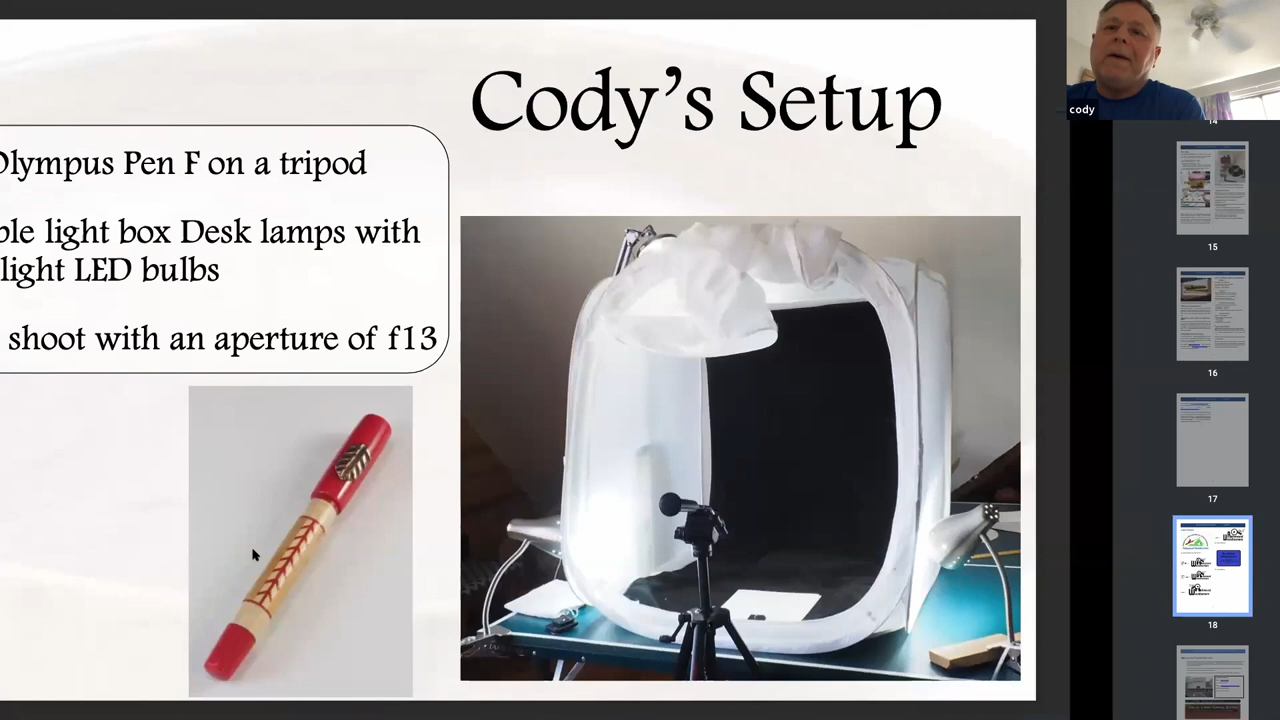 Cody's Setup
Olympus Pen F on a tripod
ble light box Desk lamps with
light LED bulbs
shoot with an aperture of f13
cody
14
15
16
17
18